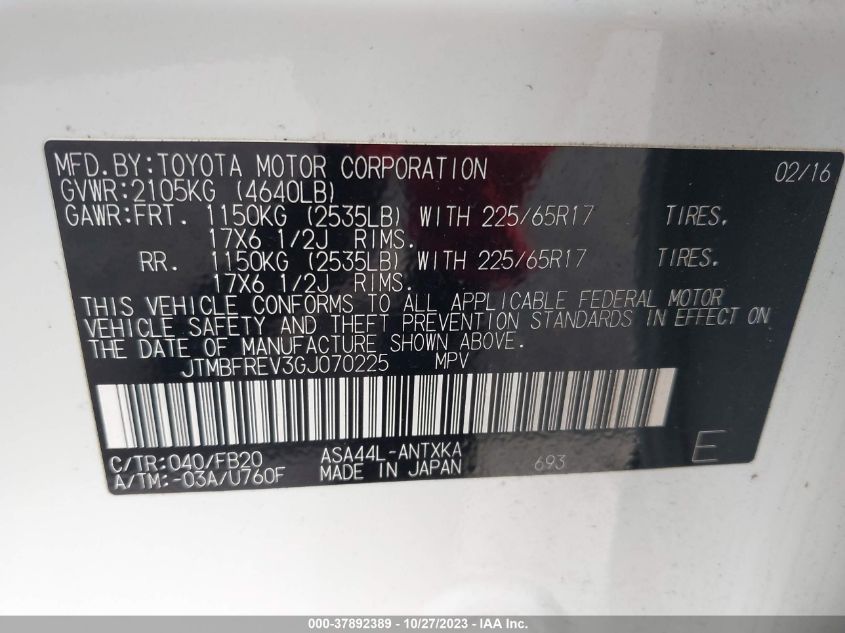 MFD.BY:TOYOTA MOTOR CORPORATION 02/16
GVWR:2105KG (4640LB)
GAWR:FRT. 1150KG (2535LB) WITH 225/65R17 TIRES.
17X6 1/2J RIMS.
RR. 1150KG (2535LB) WITH 225/65R17 TIRES.
17X6 1/2J RIMS.
THIS VEHICLE CONFORMS TO ALL APPLICABLE FEDERAL MOTOR
VEHICLE SAFETY AND THEFT PREVENTION STANDARDS IN EFFECT ON
THE DATE OF MANUFACTURE SHOWN ABOVE.
JTMBFREV3GJ070225 MPV
C/TR:040/FB20 ASA44L-ANTXKA 693 E
A/TM:-03A/U760F MADE IN JAPAN
000-37892389 - 10/27/2023 - IAA Inc.